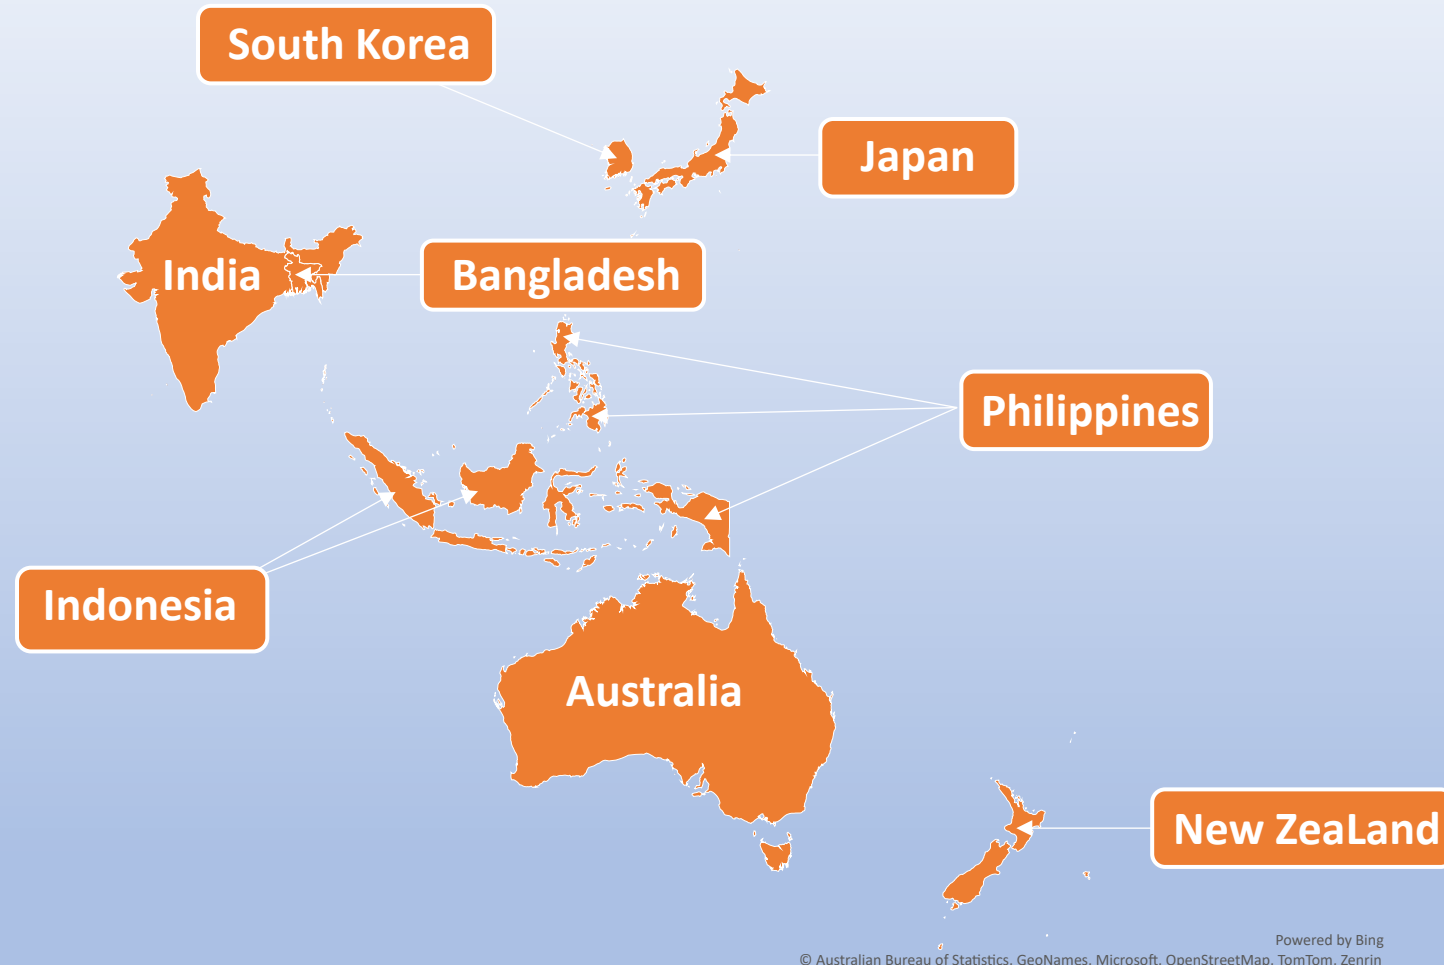 South Korea
Japan
India
Bangladesh
Philippines
Indonesia
Australia
New ZeaLand
Powered by Bing
© Australian Bureau of Statistics, GeoNames, Microsoft, OpenStreetMap, TomTom, Zenrin